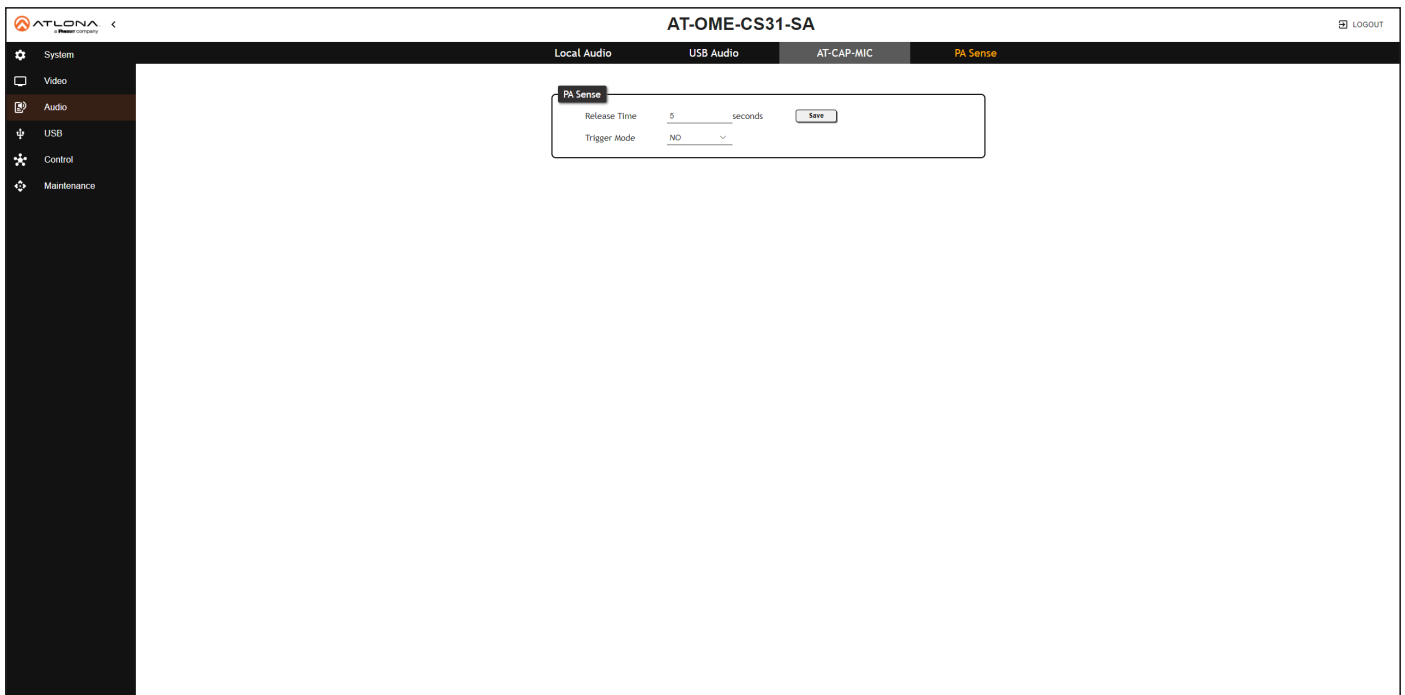 ATLONA
a Panduit company
AT-OME-CS31-SA
LOGOUT
System
Video
Audio
USB
Control
Maintenance
Local Audio
USB Audio
AT-CAP-MIC
PA Sense
PA Sense
Release Time 5 seconds Save
Trigger Mode NO